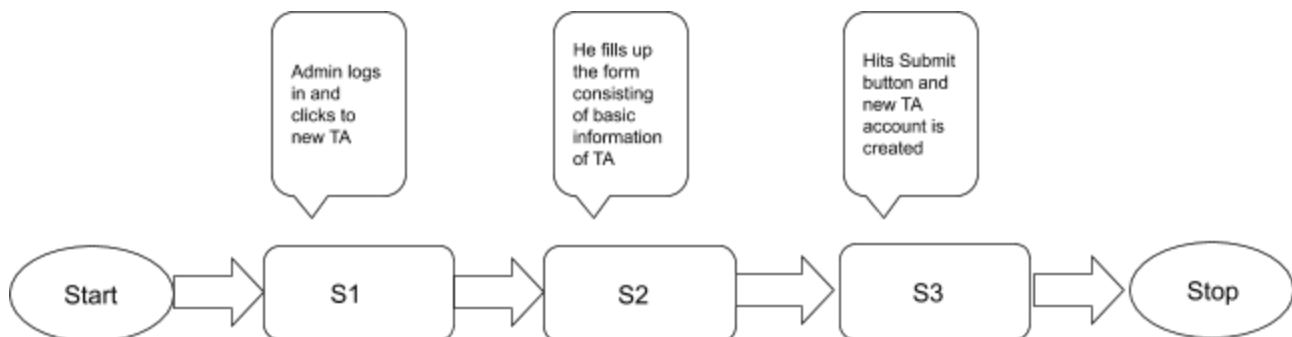 Admin logs
in and
clicks to
new TA
He fills up
the form
consisting
of basic
information
of TA
Hits Submit
button and
new TA
account is
created
Start
S1
S2
S3
Stop